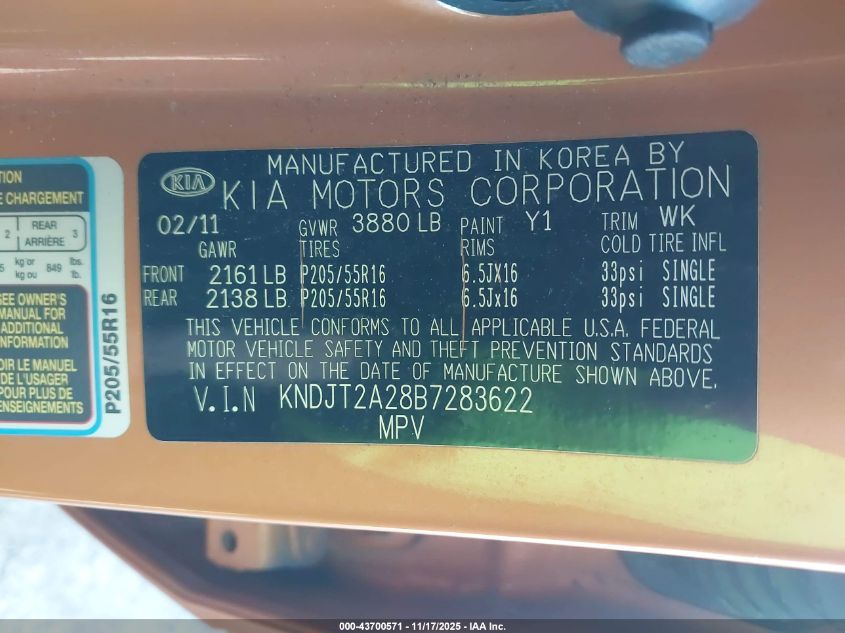 TION
E CHARGEMENT
2
REAR
ARRIÈRE
3
5
kg or
kg ou
849
lbs.
lb.
SEE OWNER'S
MANUAL FOR
ADDITIONAL
INFORMATION
OIR LE MANUEL
DE L'USAGER
POUR PLUS DE
RENSEIGNEMENTS
P205/55R16
KIA
MANUFACTURED IN KOREA BY
KIA MOTORS CORPORATION
02/11 GVWR 3880 LB PAINT Y1 TRIM WK
GAWR TIRES RIMS COLD TIRE INFL
FRONT 2161 LB P205/55R16 6.5JX16 33psi SINGLE
REAR 2138 LB P205/55R16 6.5Jx16 33psi SINGLE
THIS VEHICLE CONFORMS TO ALL APPLICABLE U.S.A. FEDERAL
MOTOR VEHICLE SAFETY AND THEFT PREVENTION STANDARDS
IN EFFECT ON THE DATE OF MANUFACTURE SHOWN ABOVE.
V.I.N KNDJT2A28B7283622
MPV
000-43700571 - 11/17/2025 - IAA Inc.